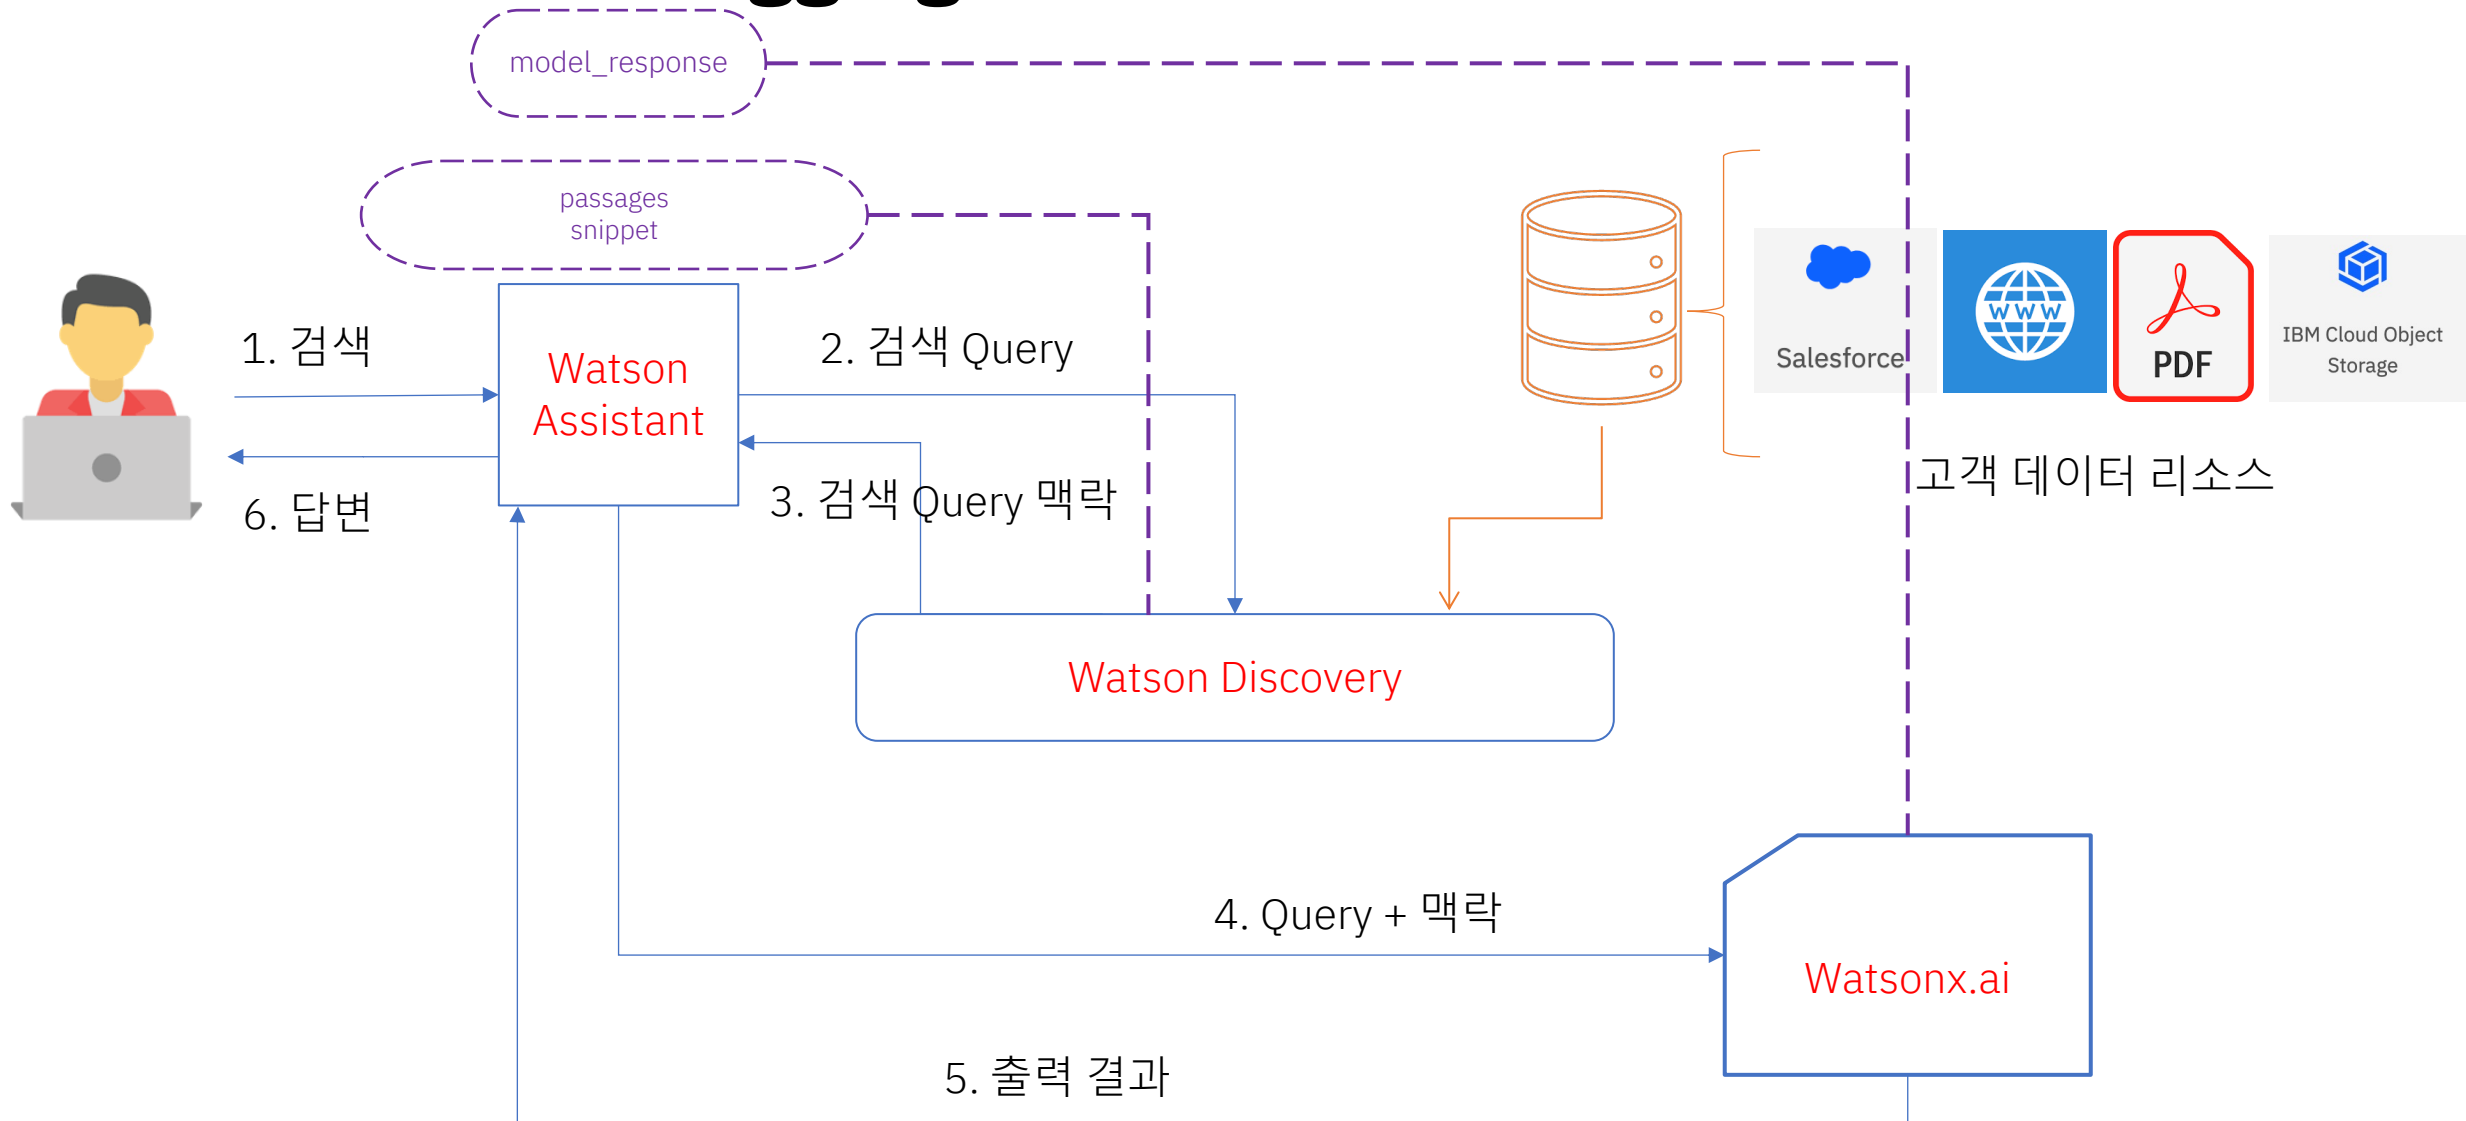 model_response
passages
snippet
1. 검색
Watson
Assistant
2. 검색 Query
3. 검색 Query 맥락
6. 답변
Salesforce
WWW
PDF
IBM Cloud Object
Storage
고객 데이터 리소스
Watson Discovery
4. Query + 맥락
Watsonx.ai
5. 출력 결과